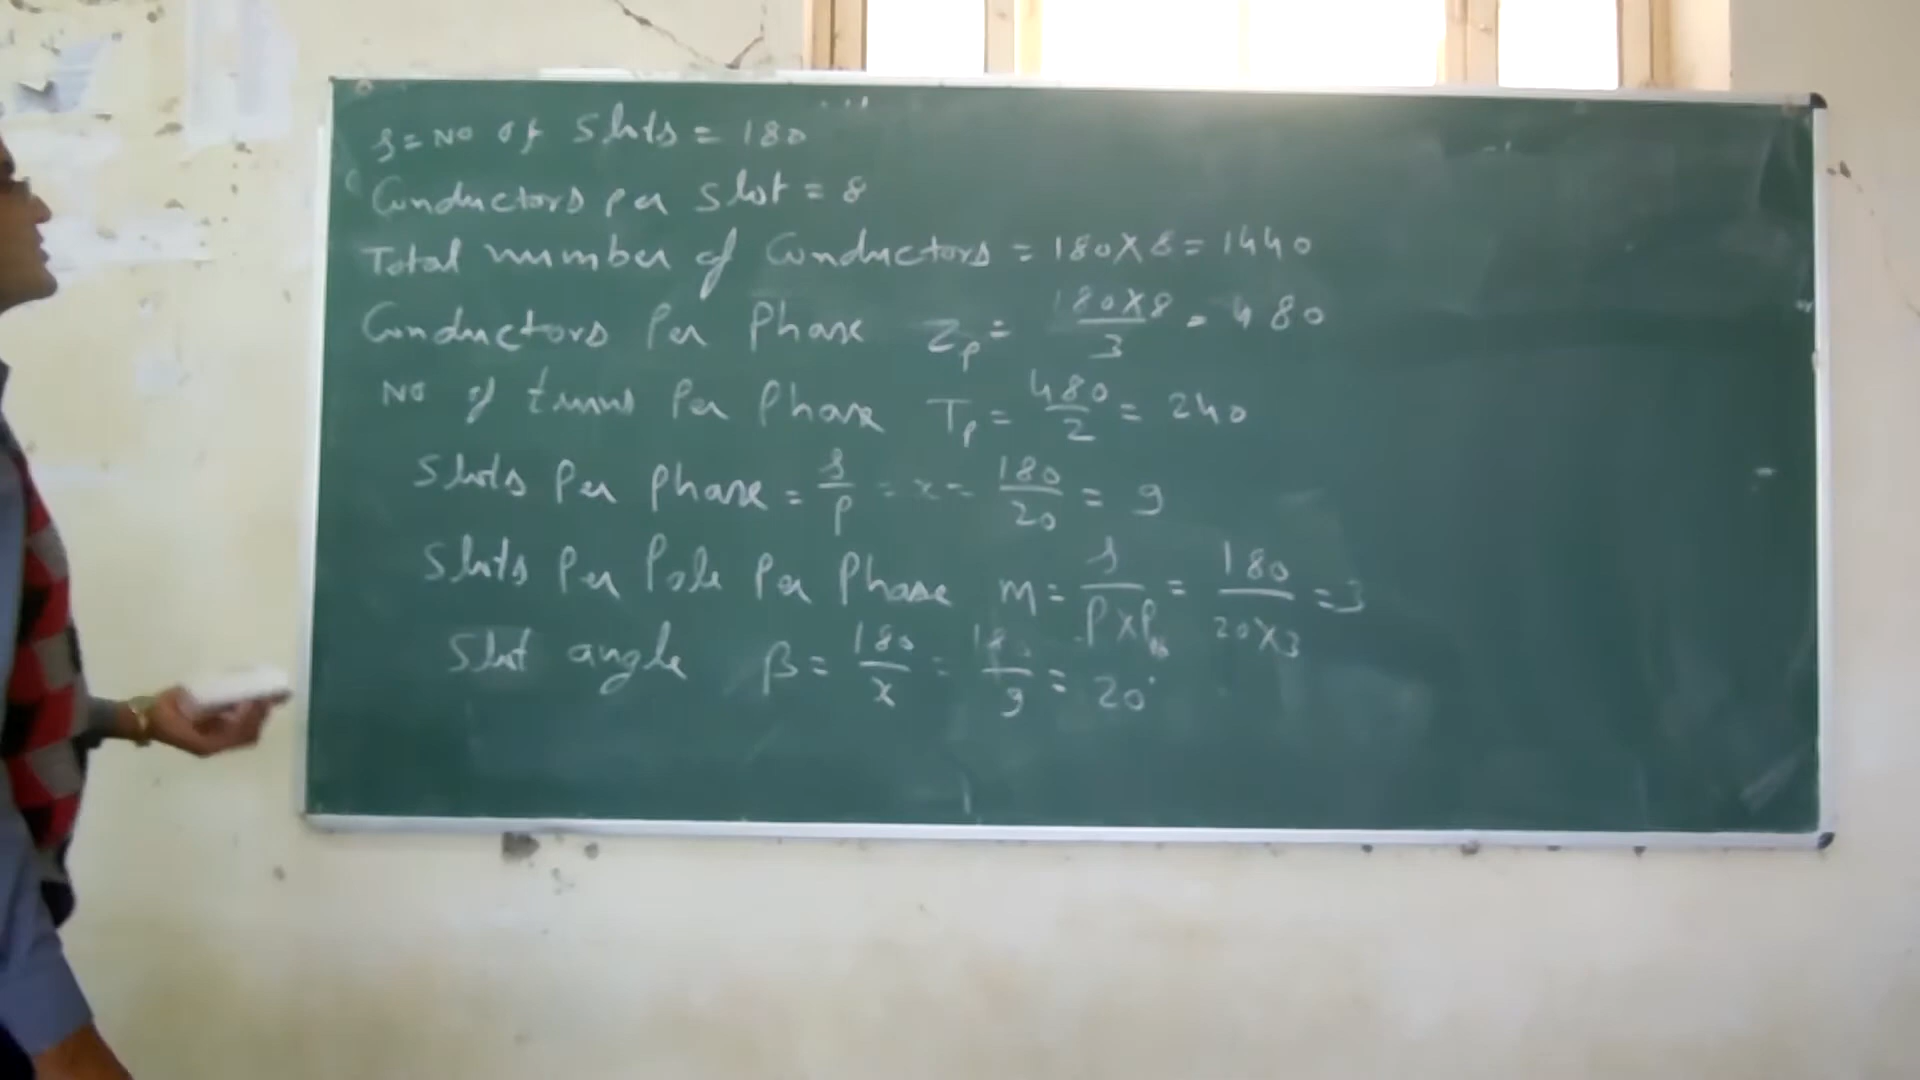 s = No of Slots = 180
Conductors per slot = 8
Total number of Conductors = 180 X 8 = 1440
Conductors Per Phase Zp = 180X8/3 = 480
No of turns Per Phase Tp = 480/2 = 240
Slots Per Phase = s/p = x = 180/20 = 9
Slots Per Pole Per Phase m = s/PXPh = 180/20X3 = 3
Slot angle β = 180/x = 180/9 = 20°